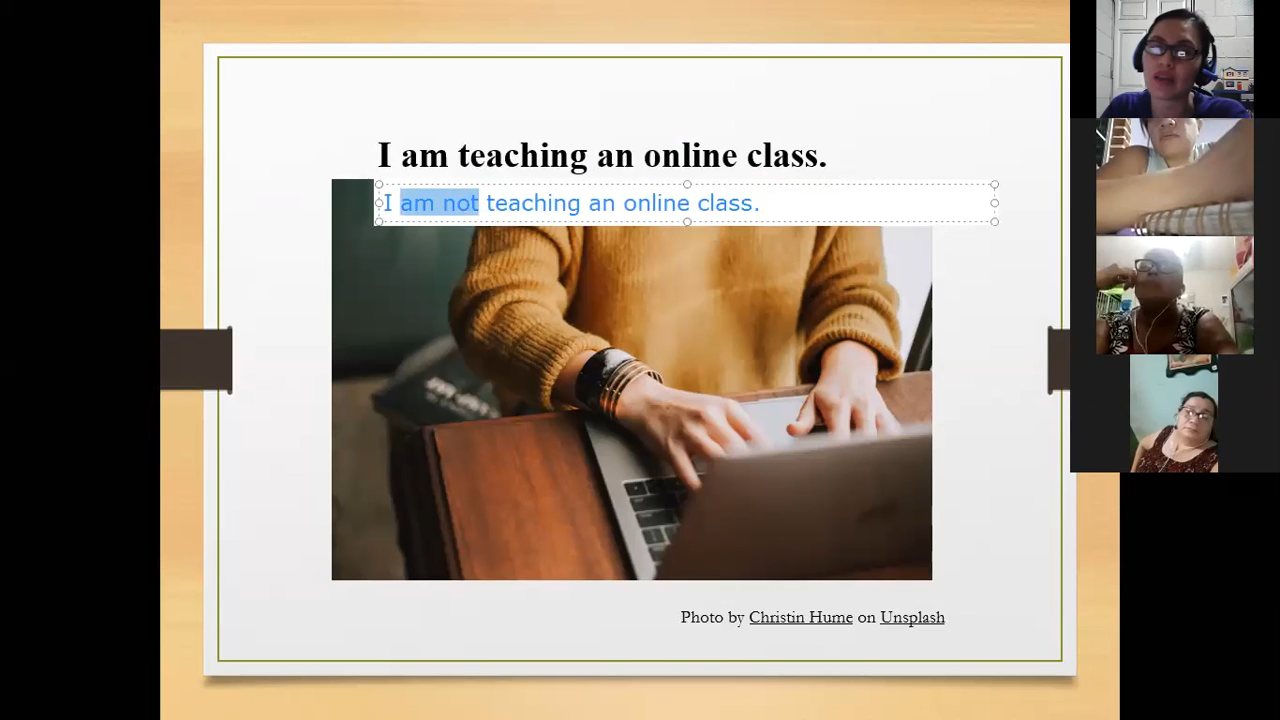 I am teaching an online class.
I am not teaching an online class.
Photo by Christin Hume on Unsplash